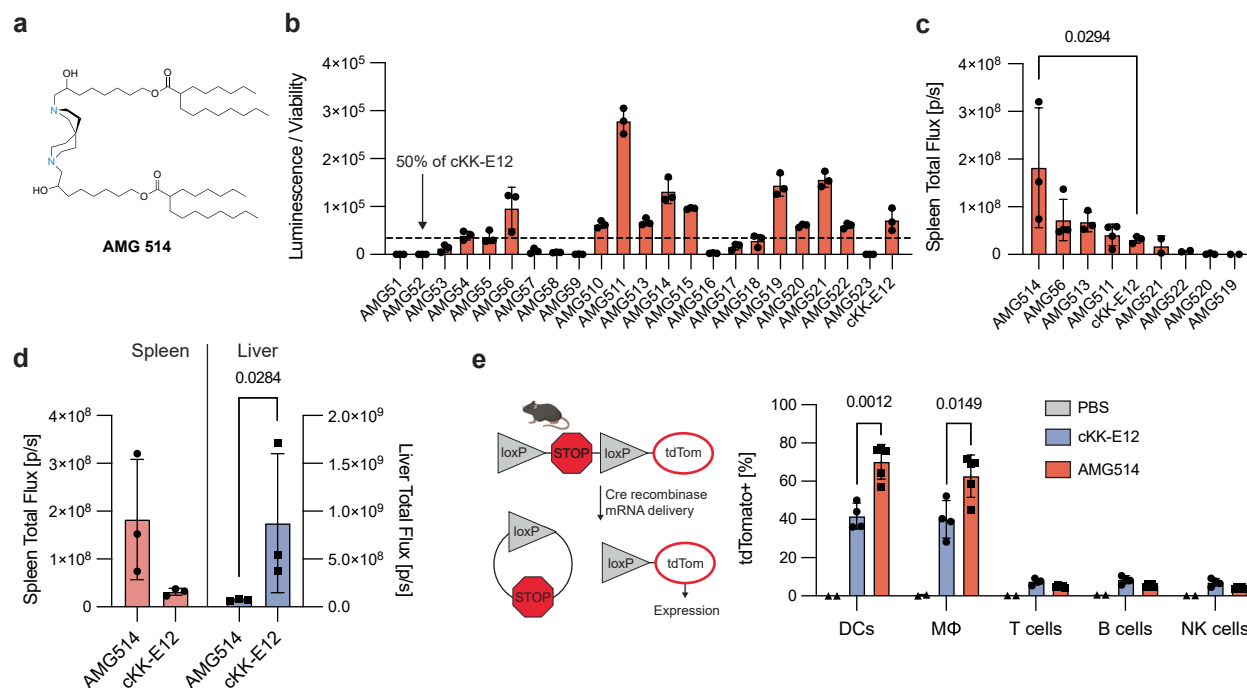 a
OH
O
O
N
N
HO
O
O
AMG 514
b
Luminescence / Viability
4×10⁵
3×10⁵
2×10⁵
1×10⁵
0
50% of cKK-E12
AMG51
AMG52
AMG53
AMG54
AMG55
AMG56
AMG57
AMG58
AMG59
AMG510
AMG511
AMG513
AMG514
AMG515
AMG516
AMG517
AMG518
AMG519
AMG520
AMG521
AMG522
AMG523
cKK-E12
c
Spleen Total Flux [p/s]
0.0294
4×10⁸
3×10⁸
2×10⁸
1×10⁸
0
AMG514
AMG56
AMG513
AMG511
cKK-E12
AMG521
AMG522
AMG520
AMG519
d
Spleen
Liver
0.0284
Spleen Total Flux [p/s]
4×10⁸
3×10⁸
2×10⁸
1×10⁸
0
2.0×10⁹
1.5×10⁹
1.0×10⁹
5.0×10⁸
0.0
Liver Total Flux [p/s]
AMG514
cKK-E12
AMG514
cKK-E12
e
loxP
STOP
loxP
tdTom
Cre recombinase
mRNA delivery
loxP
STOP
loxP
tdTom
Expression
tdTomato+ [%]
100
80
60
40
20
0
0.0012
0.0149
DCs
MΦ
T cells
B cells
NK cells
PBS
cKK-E12
AMG514